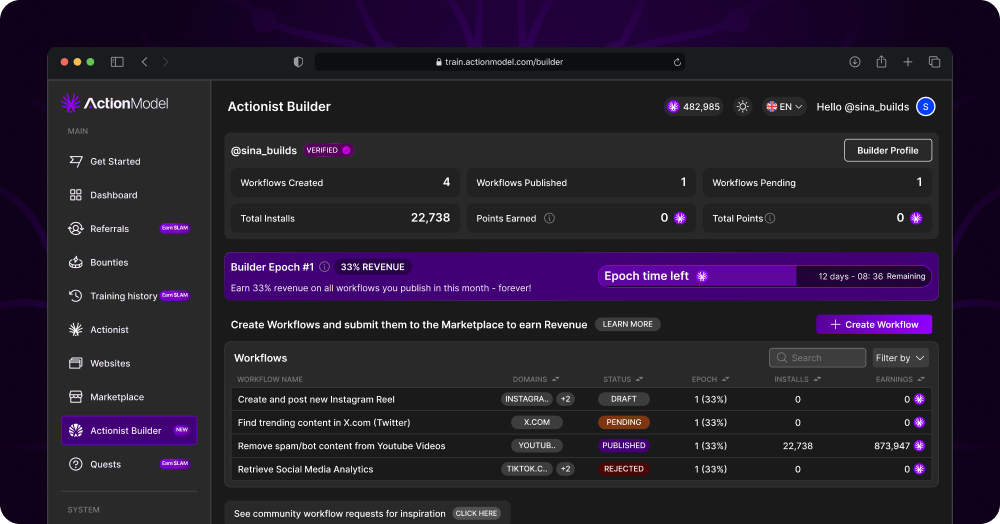 train.actionmodel.com/builder
ActionModel
MAIN
Get Started
Dashboard
Referrals Earn $LAM
Bounties
Training history Earn $LAM
Actionist
Websites
Marketplace
Actionist Builder NEW
Quests Earn $LAM
SYSTEM
Actionist Builder
482,985
EN
Hello @sina_builds S
@sina_builds VERIFIED
Builder Profile
Workflows Created 4
Workflows Published 1
Workflows Pending 1
Total Installs 22,738
Points Earned 0
Total Points 0
Builder Epoch #1 33% REVENUE
Earn 33% revenue on all workflows you publish in this month - forever!
Epoch time left 12 days - 08: 36 Remaining
Create Workflows and submit them to the Marketplace to earn Revenue LEARN MORE
Create Workflow
Workflows
Search
Filter by
WORKFLOW NAME DOMAINS STATUS EPOCH INSTALLS EARNINGS
Create and post new Instagram Reel INSTAGRA.. +2 DRAFT 1 (33%) 0 0
Find trending content in X.com (Twitter) X.COM PENDING 1 (33%) 0 0
Remove spam/bot content from Youtube Videos YOUTUB.. PUBLISHED 1 (33%) 22,738 873,947
Retrieve Social Media Analytics TIKTOK.C.. +2 REJECTED 1 (33%) 0 0
See community workflow requests for inspiration CLICK HERE